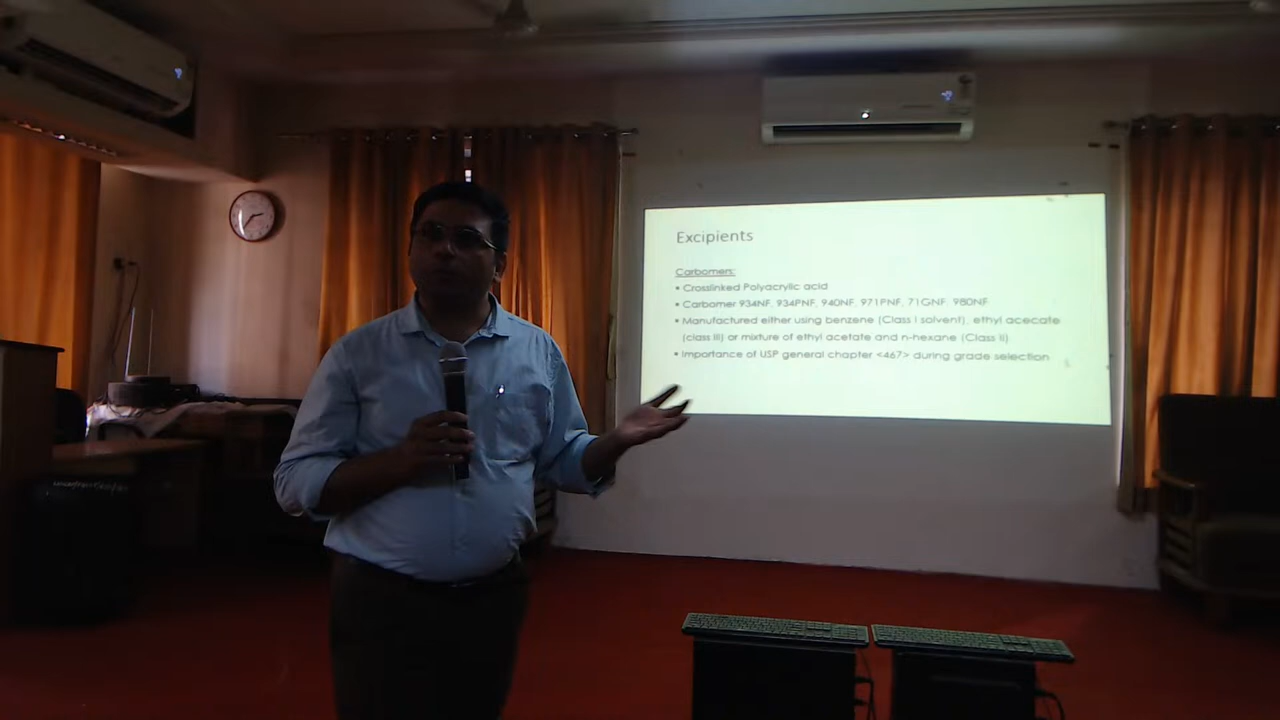 Excipients
Carbomers:
• Crosslinked Polyacrylic acid
• Carbomer 934NF, 934PNF, 940NF, 971PNF, 71GNF, 980NF
• Manufactured either using benzene (Class I solvent), ethyl acecate
(class III) or mixture of ethyl acetate and n-hexane (Class II)
• Importance of USP general chapter <467> during grade selection